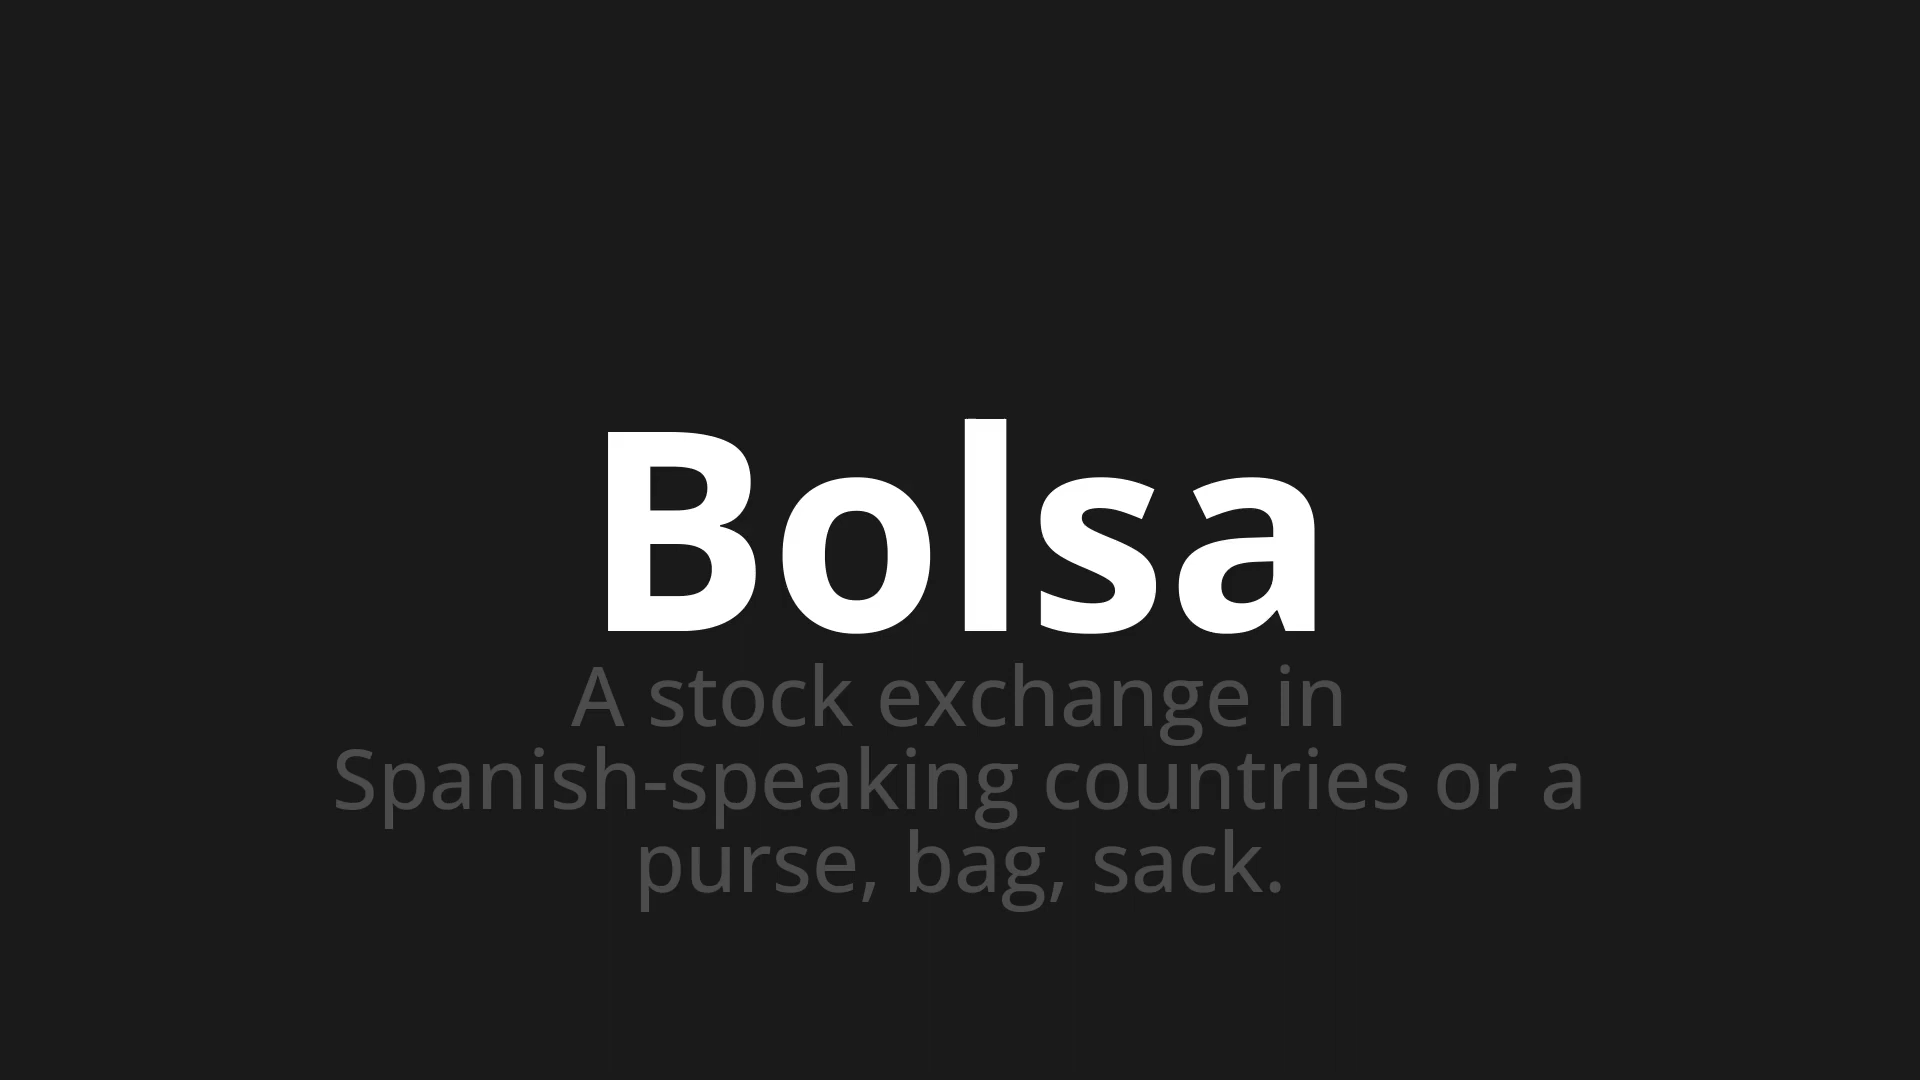 Bolsa
A stock exchange in
Spanish-speaking countries or a
purse, bag, sack.